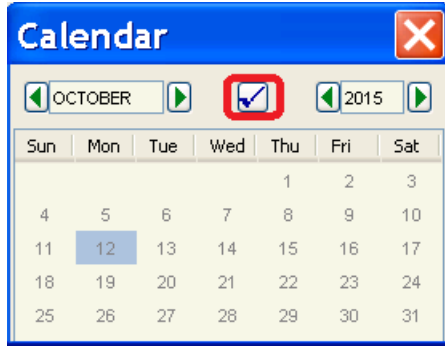 Calendar
OCTOBER 2015
Sun Mon Tue Wed Thu Fri Sat
1 2 3
4 5 6 7 8 9 10
11 12 13 14 15 16 17
18 19 20 21 22 23 24
25 26 27 28 29 30 31